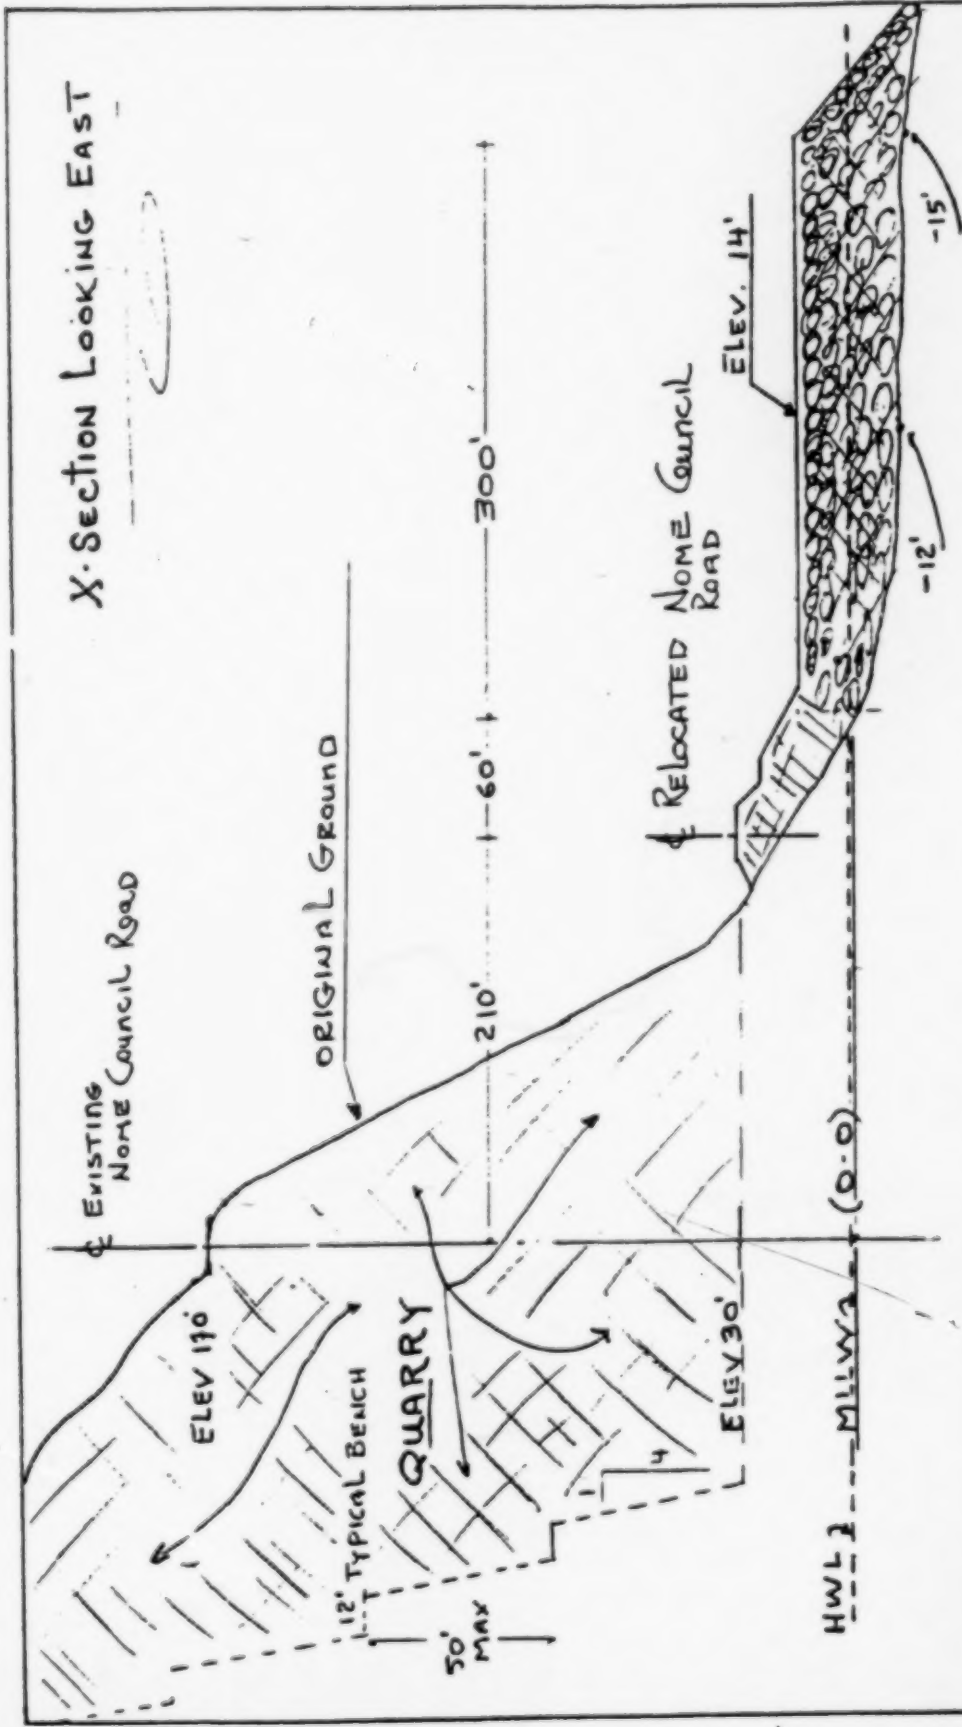 X-Section Looking East
℄ Existing
Nome Council Road
Original Ground
210'
60'
300'
℄ Relocated Nome Council
Road
Elev. 14'
Elev 170'
12' Typical Bench
50'
Max
Quarry
1
4
Elev 30'
HWL
MLLW (0.0)
-12'
-15'